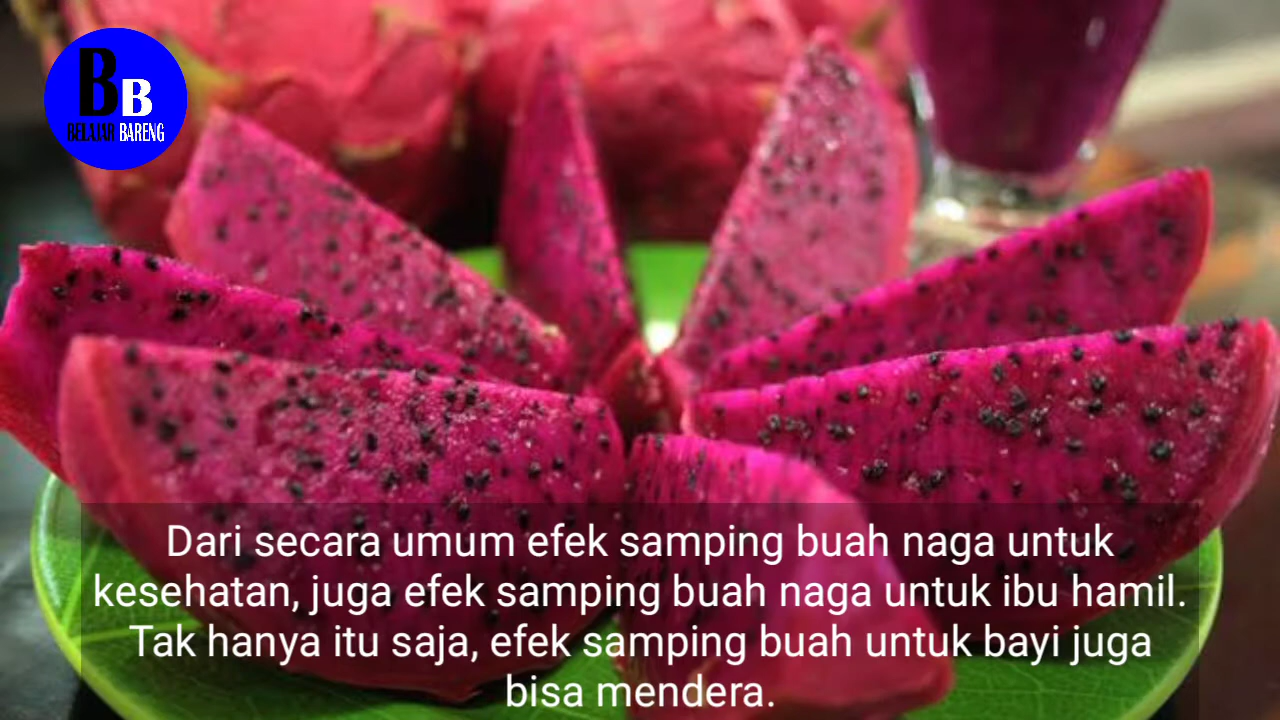 BB
BELAJAR BARENG
Dari secara umum efek samping buah naga untuk
kesehatan, juga efek samping buah naga untuk ibu hamil.
Tak hanya itu saja, efek samping buah untuk bayi juga
bisa mendera.